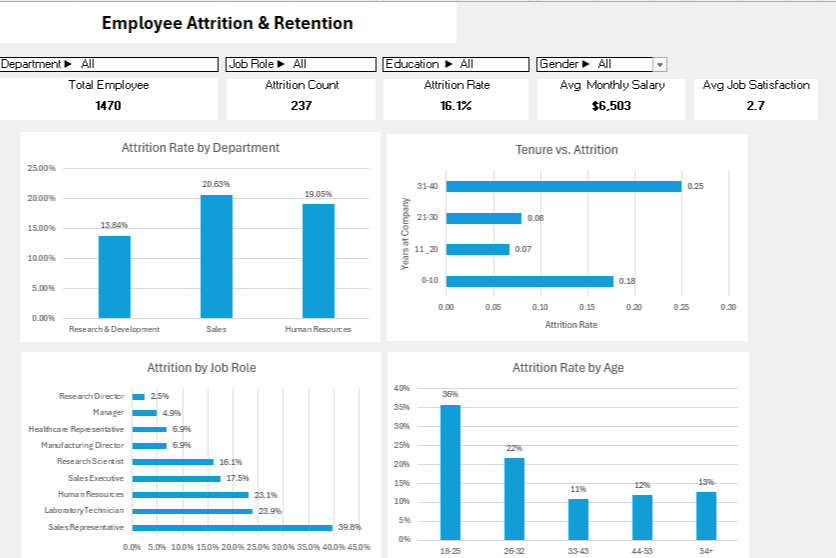 Employee Attrition & Retention
Department ► All
Job Role ► All
Education ► All
Gender ► All
Total Employee
1470
Attrition Count
237
Attrition Rate
16.1%
Avg Monthly Salary
$6,503
Avg Job Satisfaction
2.7
Attrition Rate by Department
25.00%
20.00%
15.00%
10.00%
5.00%
0.00%
13.84%
20.63%
19.05%
Research & Development
Sales
Human Resources
Tenure vs. Attrition
Years at Company
31-40
0.25
21-30
0.08
11_20
0.07
0-10
0.18
0.00 0.05 0.10 0.15 0.20 0.25 0.30
Attrition Rate
Attrition by Job Role
Research Director 2.5%
Manager 4.9%
Healthcare Representative 6.9%
Manufacturing Director 6.9%
Research Scientist 16.1%
Sales Executive 17.5%
Human Resources 23.1%
Laboratory Technician 23.9%
Sales Representative 39.8%
0.0% 5.0% 10.0% 15.0% 20.0% 25.0% 30.0% 35.0% 40.0% 45.0%
Attrition Rate by Age
40%
35%
30%
25%
20%
15%
10%
5%
0%
36%
22%
11%
12%
13%
18-25
26-32
33-43
44-53
54+